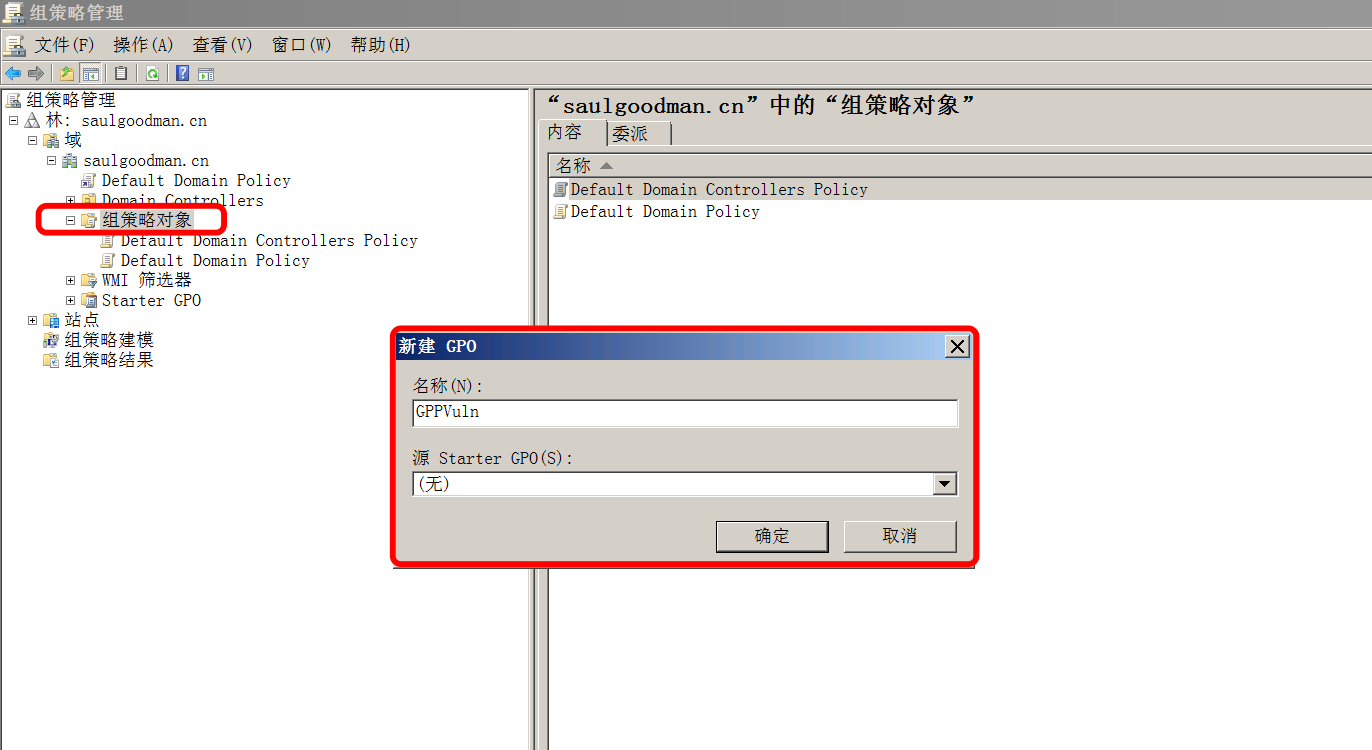 组策略管理
文件(F) 操作(A) 查看(V) 窗口(W) 帮助(H)
组策略管理
林: saulgoodman.cn
域
saulgoodman.cn
Default Domain Policy
Domain Controllers
组策略对象
Default Domain Controllers Policy
Default Domain Policy
WMI 筛选器
Starter GPO
站点
组策略建模
组策略结果
“saulgoodman.cn”中的“组策略对象”
内容 委派
名称
Default Domain Controllers Policy
Default Domain Policy
新建 GPO
名称(N):
GPPVuln
源 Starter GPO(S):
(无)
确定 取消